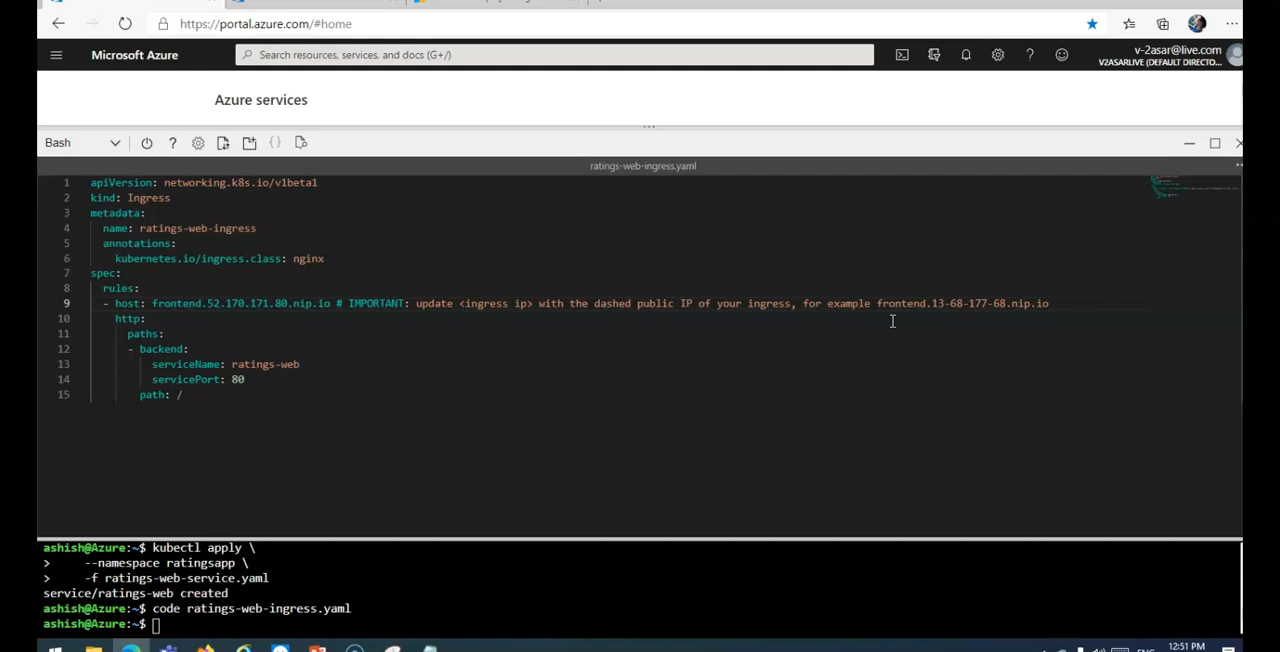 https://portal.azure.com/#home
Microsoft Azure
Search resources, services, and docs (G+/)
v-2asar@live.com
V2ASARLIVE (DEFAULT DIRECTO...
Azure services
Bash
ratings-web-ingress.yaml
1 apiVersion: networking.k8s.io/v1beta1
2 kind: Ingress
3 metadata:
4 name: ratings-web-ingress
5 annotations:
6 kubernetes.io/ingress.class: nginx
7 spec:
8 rules:
9 - host: frontend.52.170.171.80.nip.io # IMPORTANT: update <ingress ip> with the dashed public IP of your ingress, for example frontend.13-68-177-68.nip.io
10 http:
11 paths:
12 - backend:
13 serviceName: ratings-web
14 servicePort: 80
15 path: /
ashish@Azure:~$ kubectl apply \
> --namespace ratingsapp \
> -f ratings-web-service.yaml
service/ratings-web created
ashish@Azure:~$ code ratings-web-ingress.yaml
ashish@Azure:~$
12:51 PM